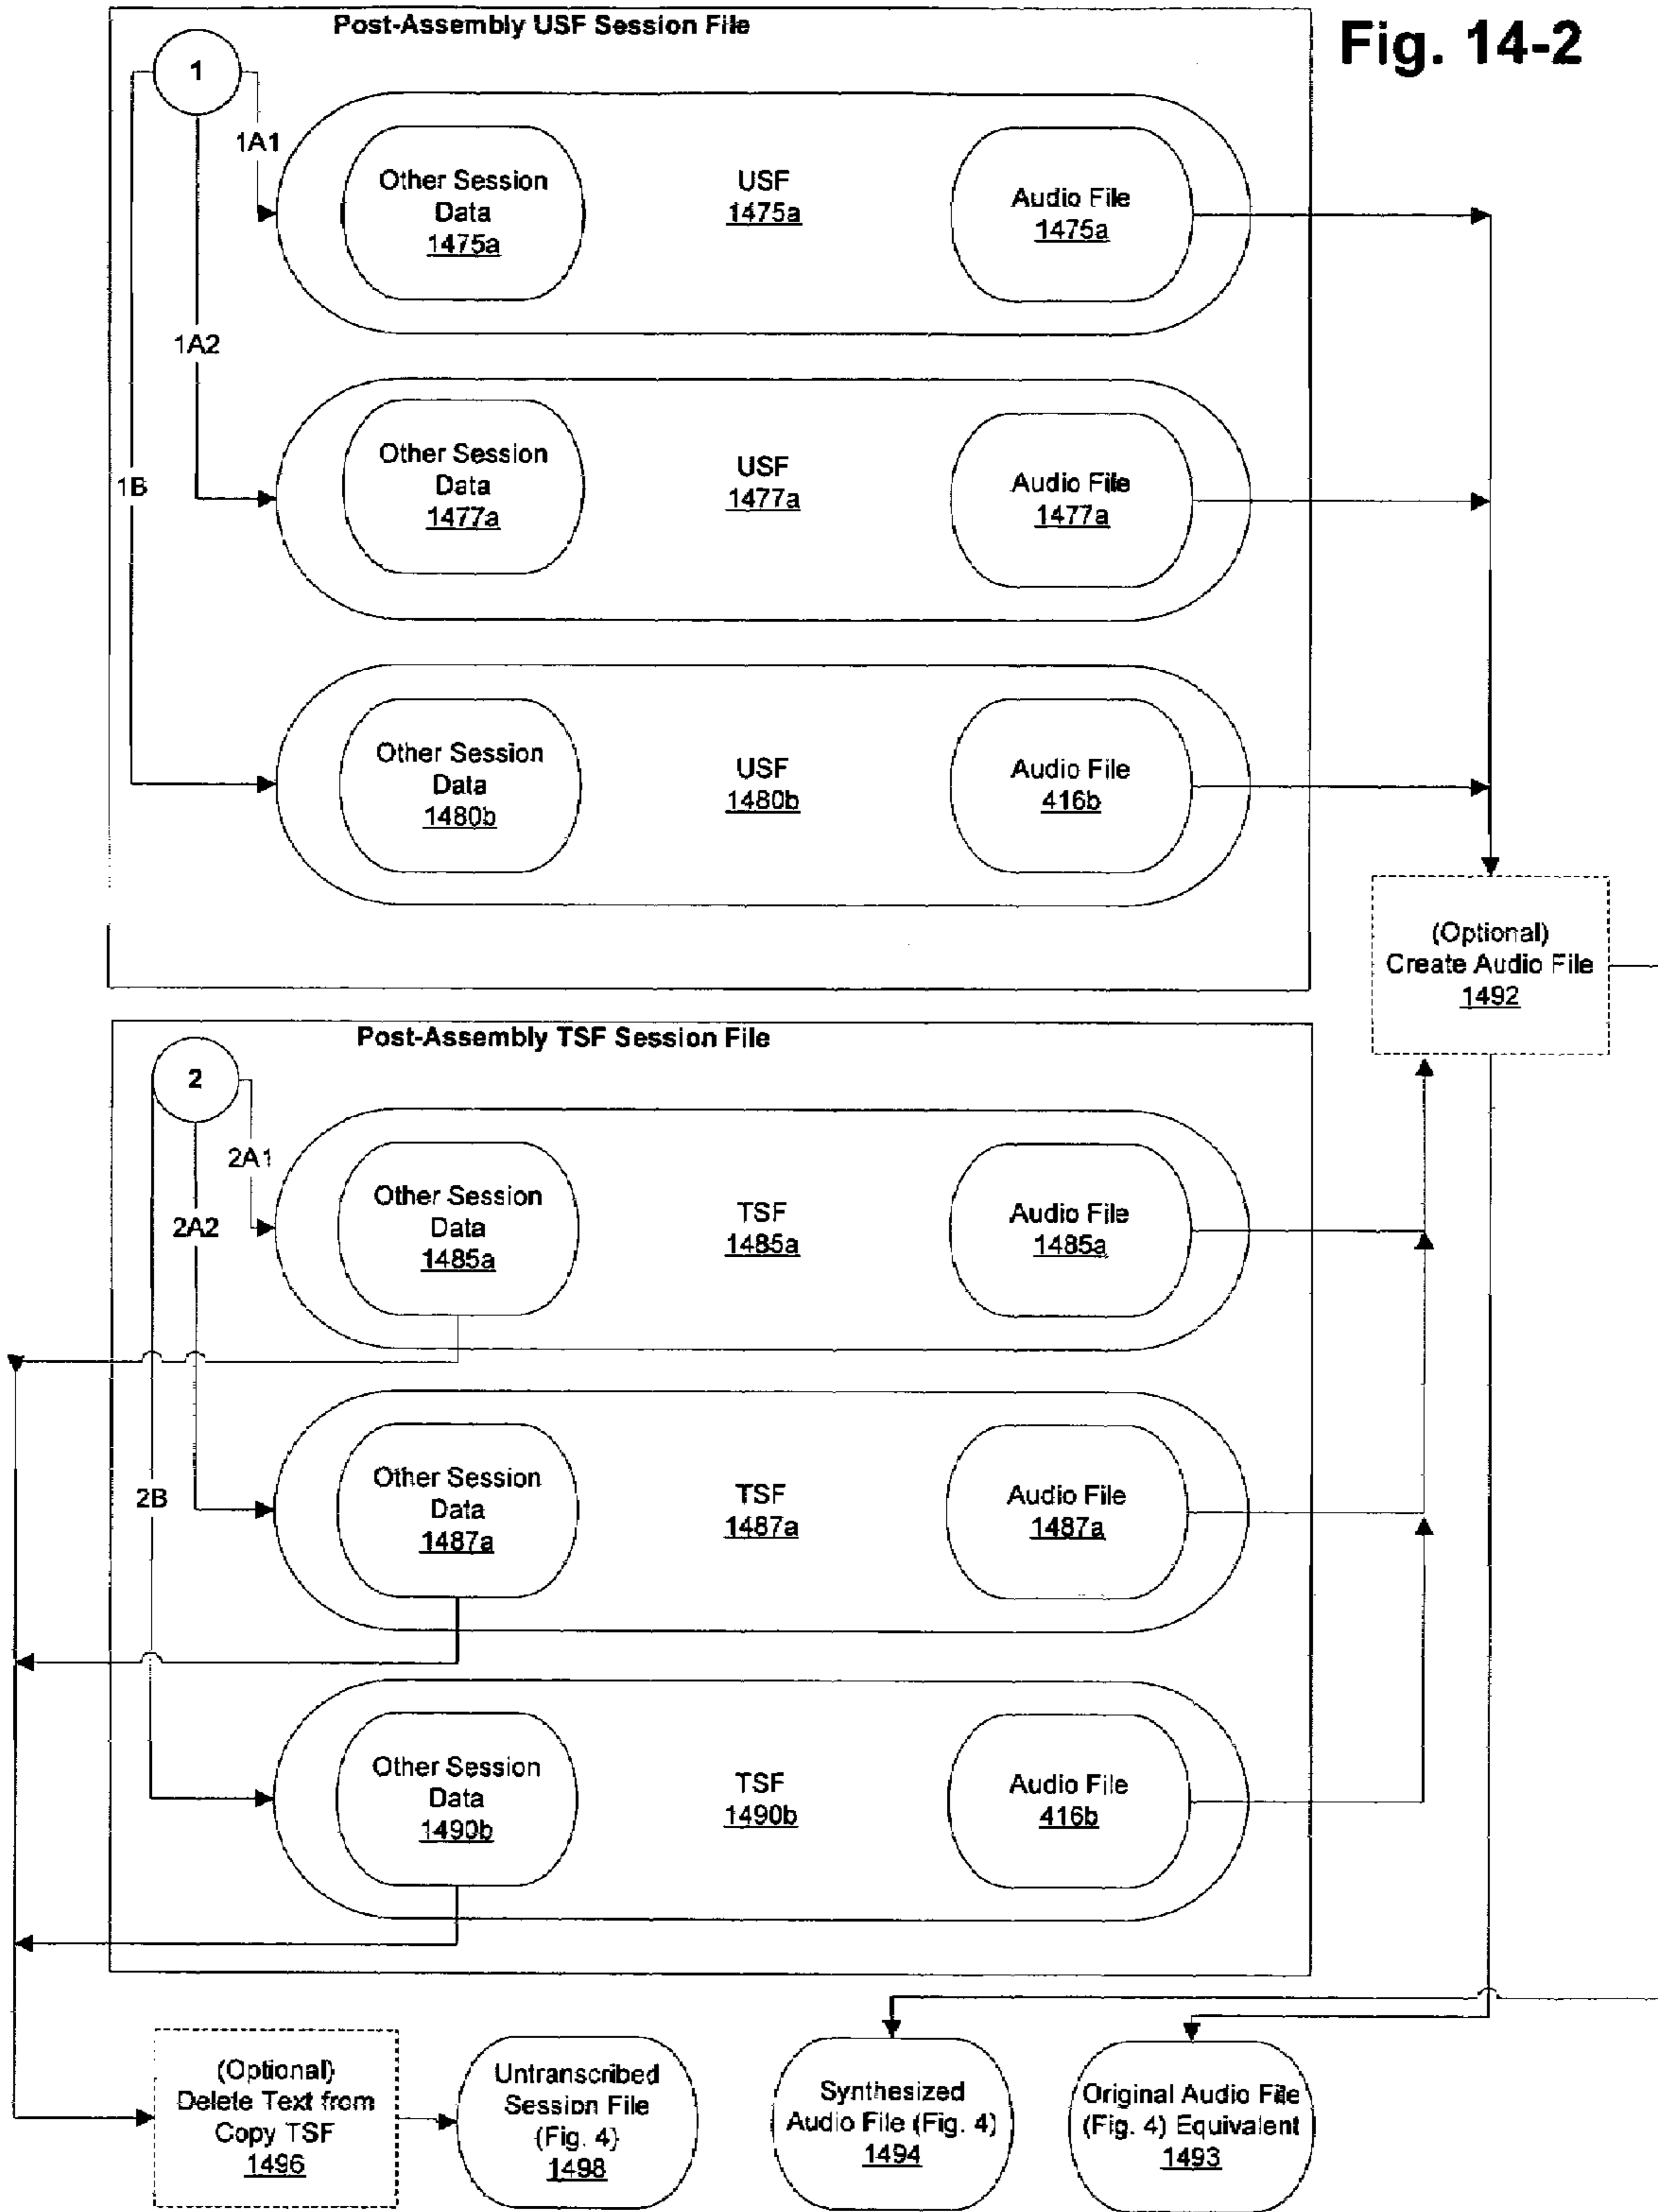 Post-Assembly USF Session File
Fig. 14-2
1
1A1
Other Session
Data
1475a
USF
1475a
Audio File
1475a
1A2
Other Session
Data
1477a
USF
1477a
Audio File
1477a
1B
Other Session
Data
1480b
USF
1480b
Audio File
416b
(Optional)
Create Audio File
1492
Post-Assembly TSF Session File
2
2A1
Other Session
Data
1485a
TSF
1485a
Audio File
1485a
2A2
Other Session
Data
1487a
TSF
1487a
Audio File
1487a
2B
Other Session
Data
1490b
TSF
1490b
Audio File
416b
(Optional)
Delete Text from
Copy TSF
1496
Untranscribed
Session File
(Fig. 4)
1498
Synthesized
Audio File (Fig. 4)
1494
Original Audio File
(Fig. 4) Equivalent
1493